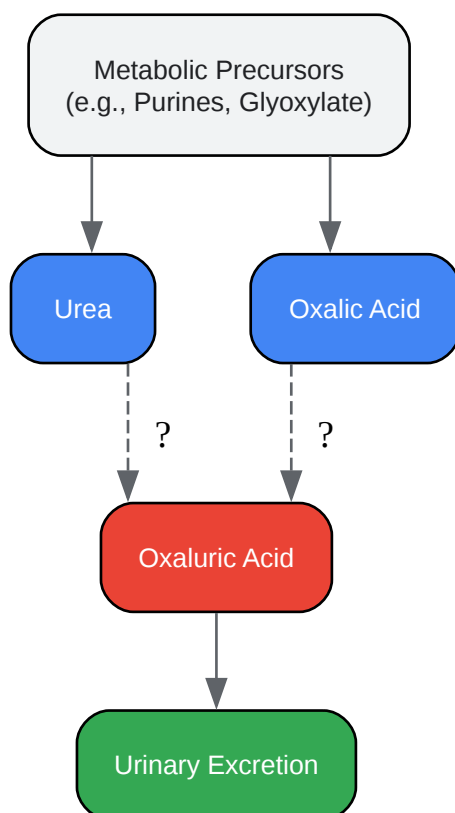 Metabolic Precursors
(e.g., Purines, Glyoxylate)
Urea
Oxalic Acid
?
?
Oxaluric Acid
Urinary Excretion